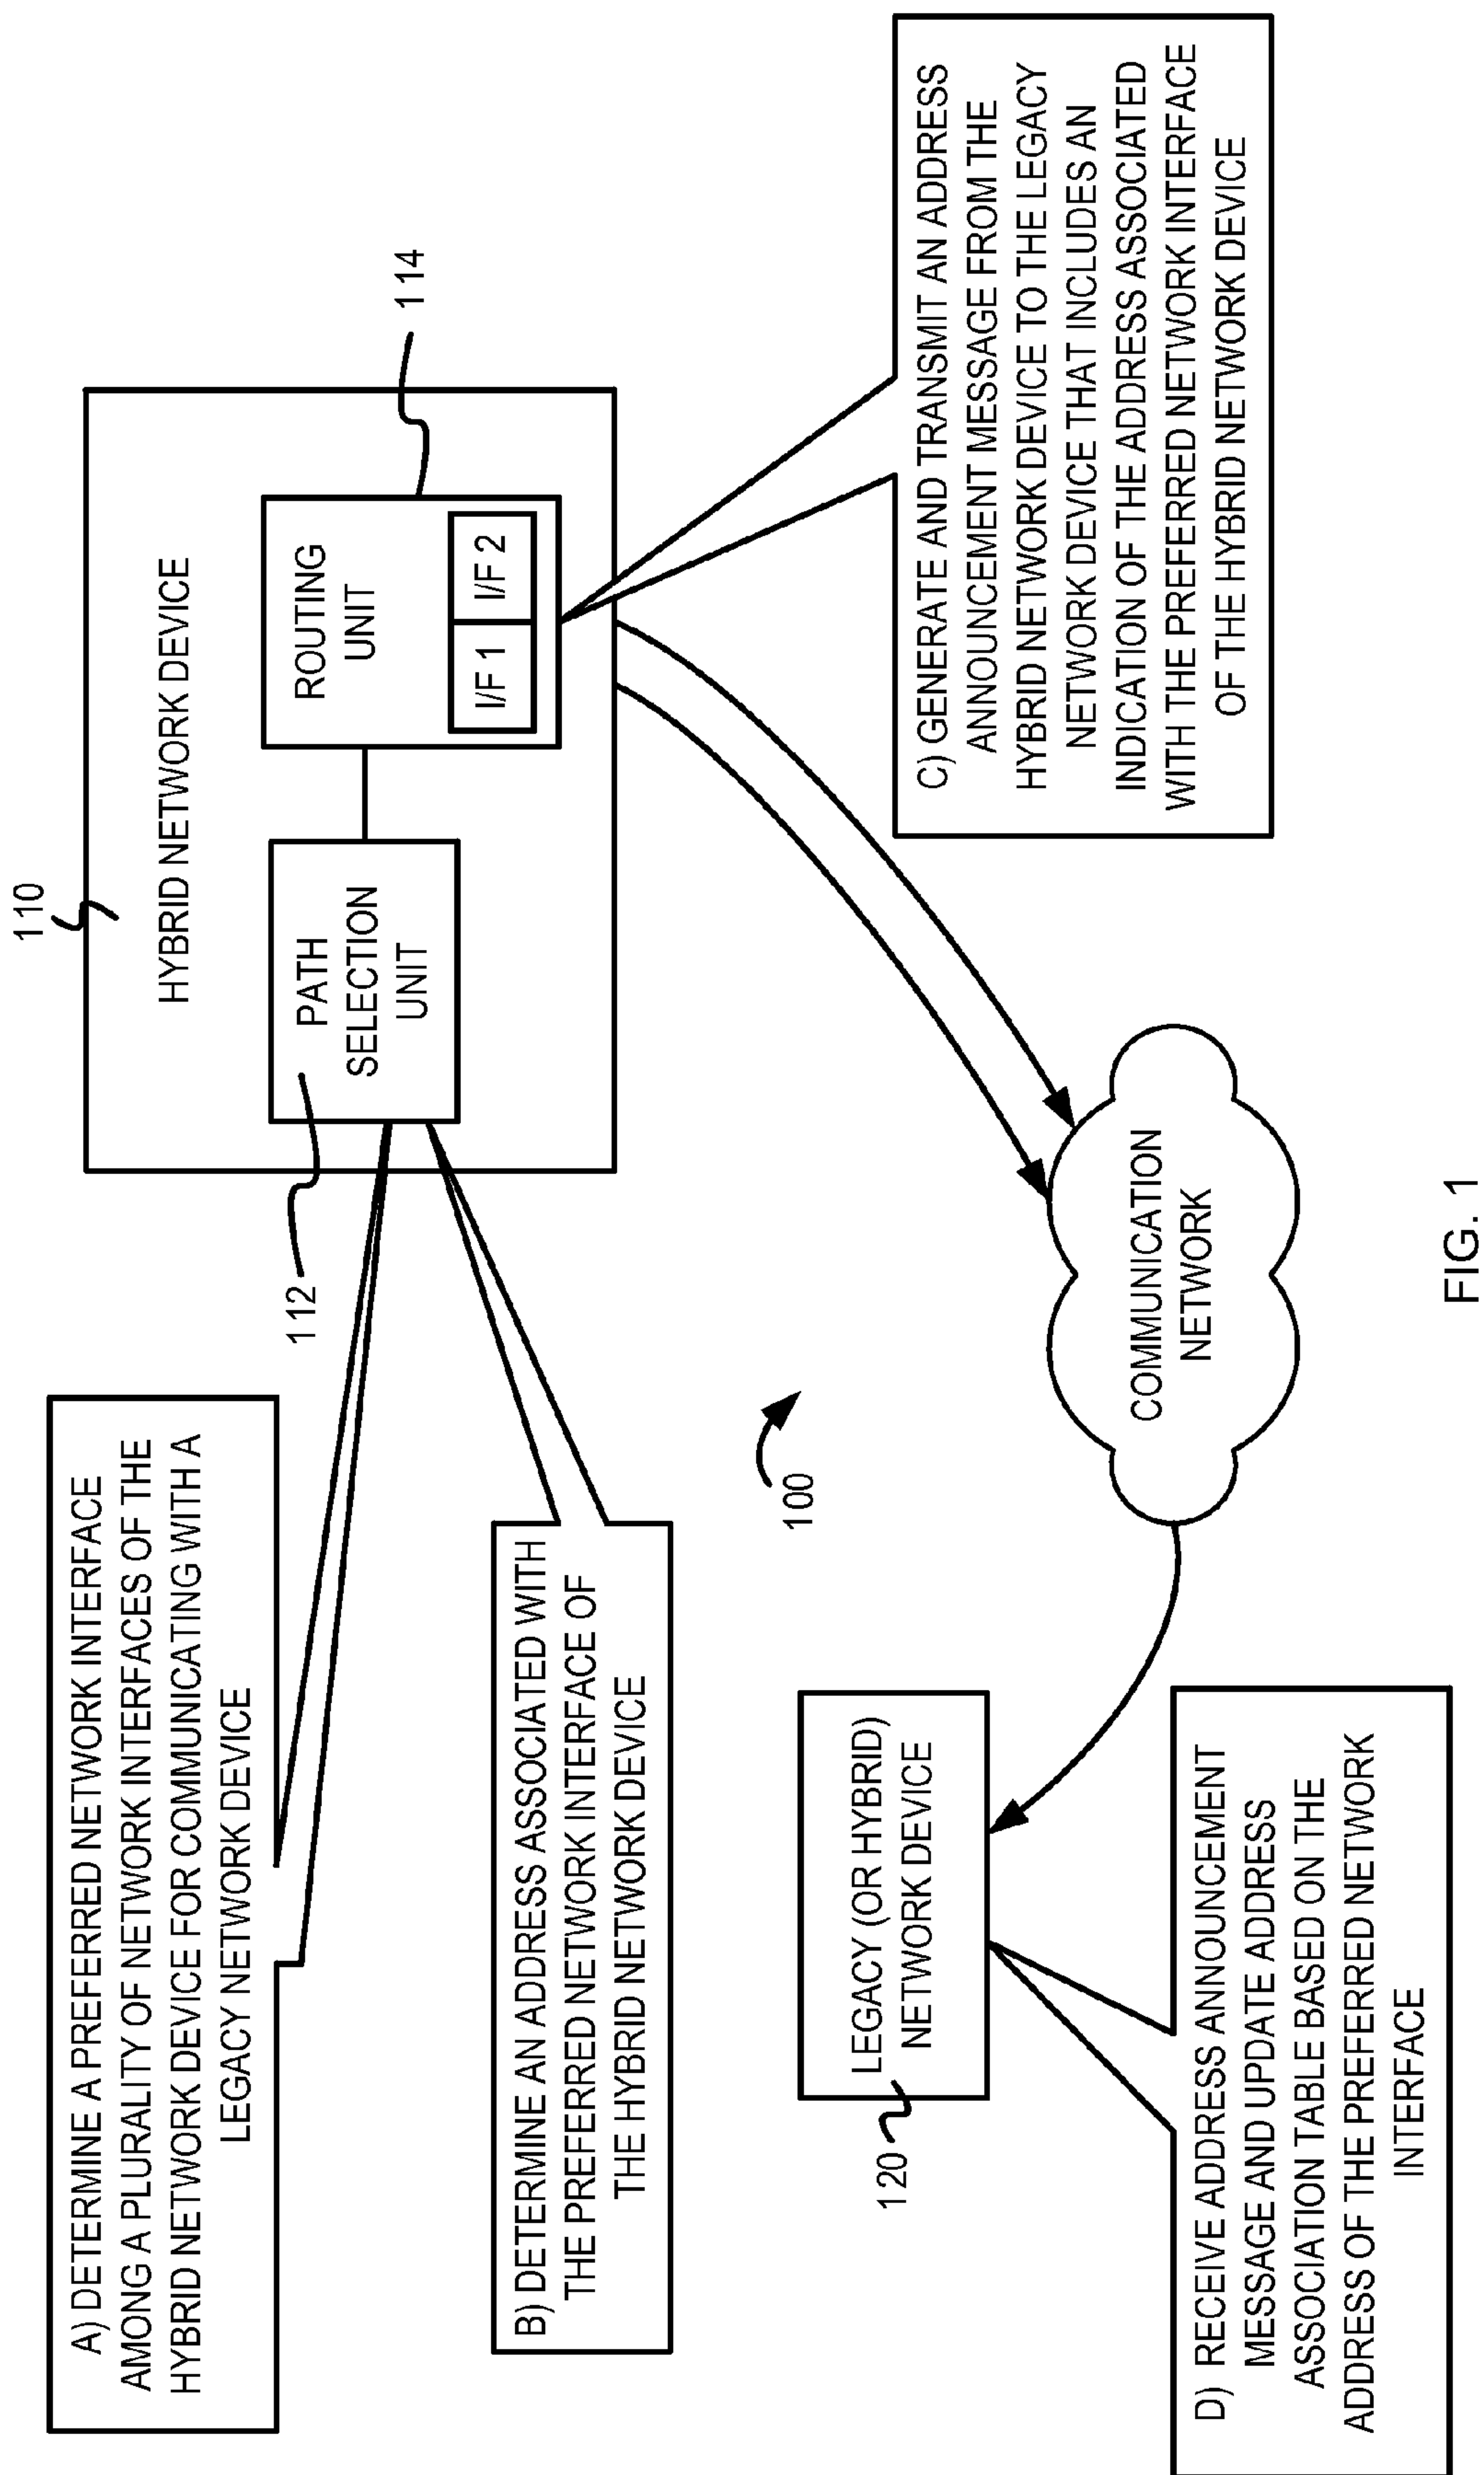 A) DETERMINE A PREFERRED NETWORK INTERFACE
AMONG A PLURALITY OF NETWORK INTERFACES OF THE
HYBRID NETWORK DEVICE FOR COMMUNICATING WITH A
LEGACY NETWORK DEVICE
110
HYBRID NETWORK DEVICE
112
PATH
SELECTION
UNIT
ROUTING
UNIT
I/F 1
I/F 2
114
B) DETERMINE AN ADDRESS ASSOCIATED WITH
THE PREFERRED NETWORK INTERFACE OF
THE HYBRID NETWORK DEVICE
100
120
LEGACY (OR HYBRID)
NETWORK DEVICE
COMMUNICATION
NETWORK
C) GENERATE AND TRANSMIT AN ADDRESS
ANNOUNCEMENT MESSAGE FROM THE
HYBRID NETWORK DEVICE TO THE LEGACY
NETWORK DEVICE THAT INCLUDES AN
INDICATION OF THE ADDRESS ASSOCIATED
WITH THE PREFERRED NETWORK INTERFACE
OF THE HYBRID NETWORK DEVICE
D) RECEIVE ADDRESS ANNOUNCEMENT
MESSAGE AND UPDATE ADDRESS
ASSOCIATION TABLE BASED ON THE
ADDRESS OF THE PREFERRED NETWORK
INTERFACE
FIG. 1